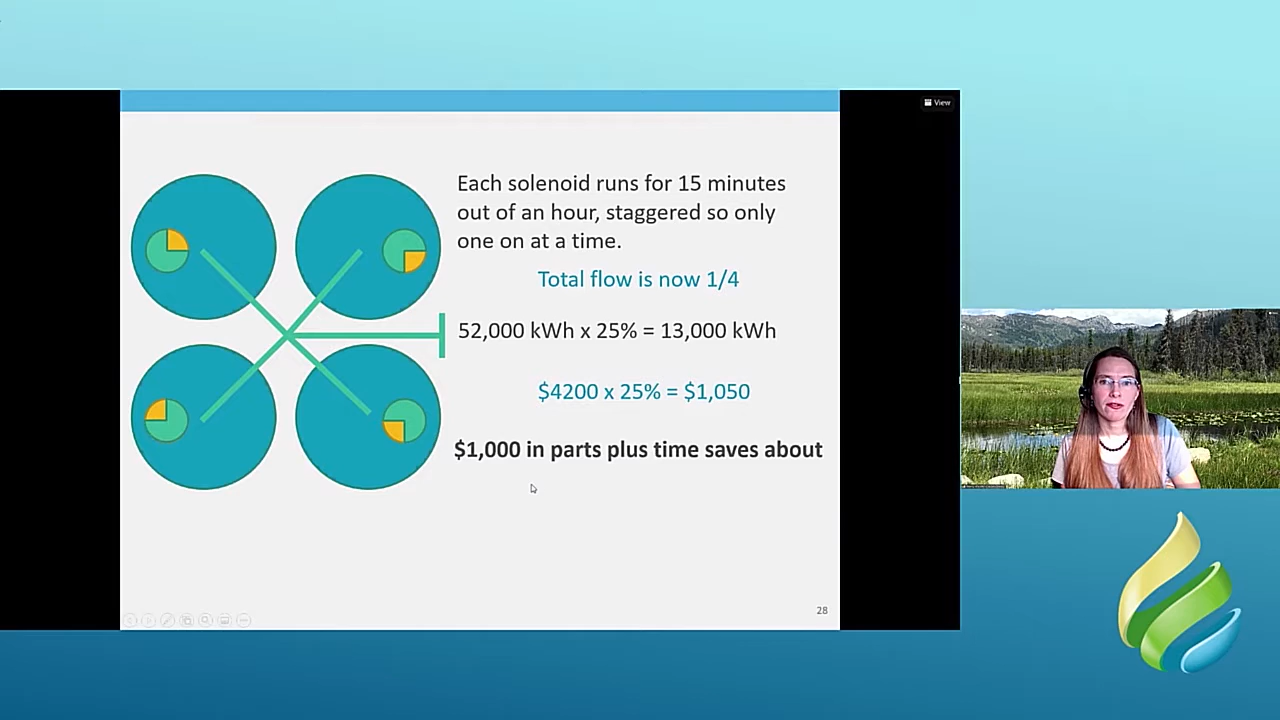 View
Each solenoid runs for 15 minutes
out of an hour, staggered so only
one on at a time.
Total flow is now 1/4
52,000 kWh x 25% = 13,000 kWh
$4200 x 25% = $1,050
$1,000 in parts plus time saves about
28